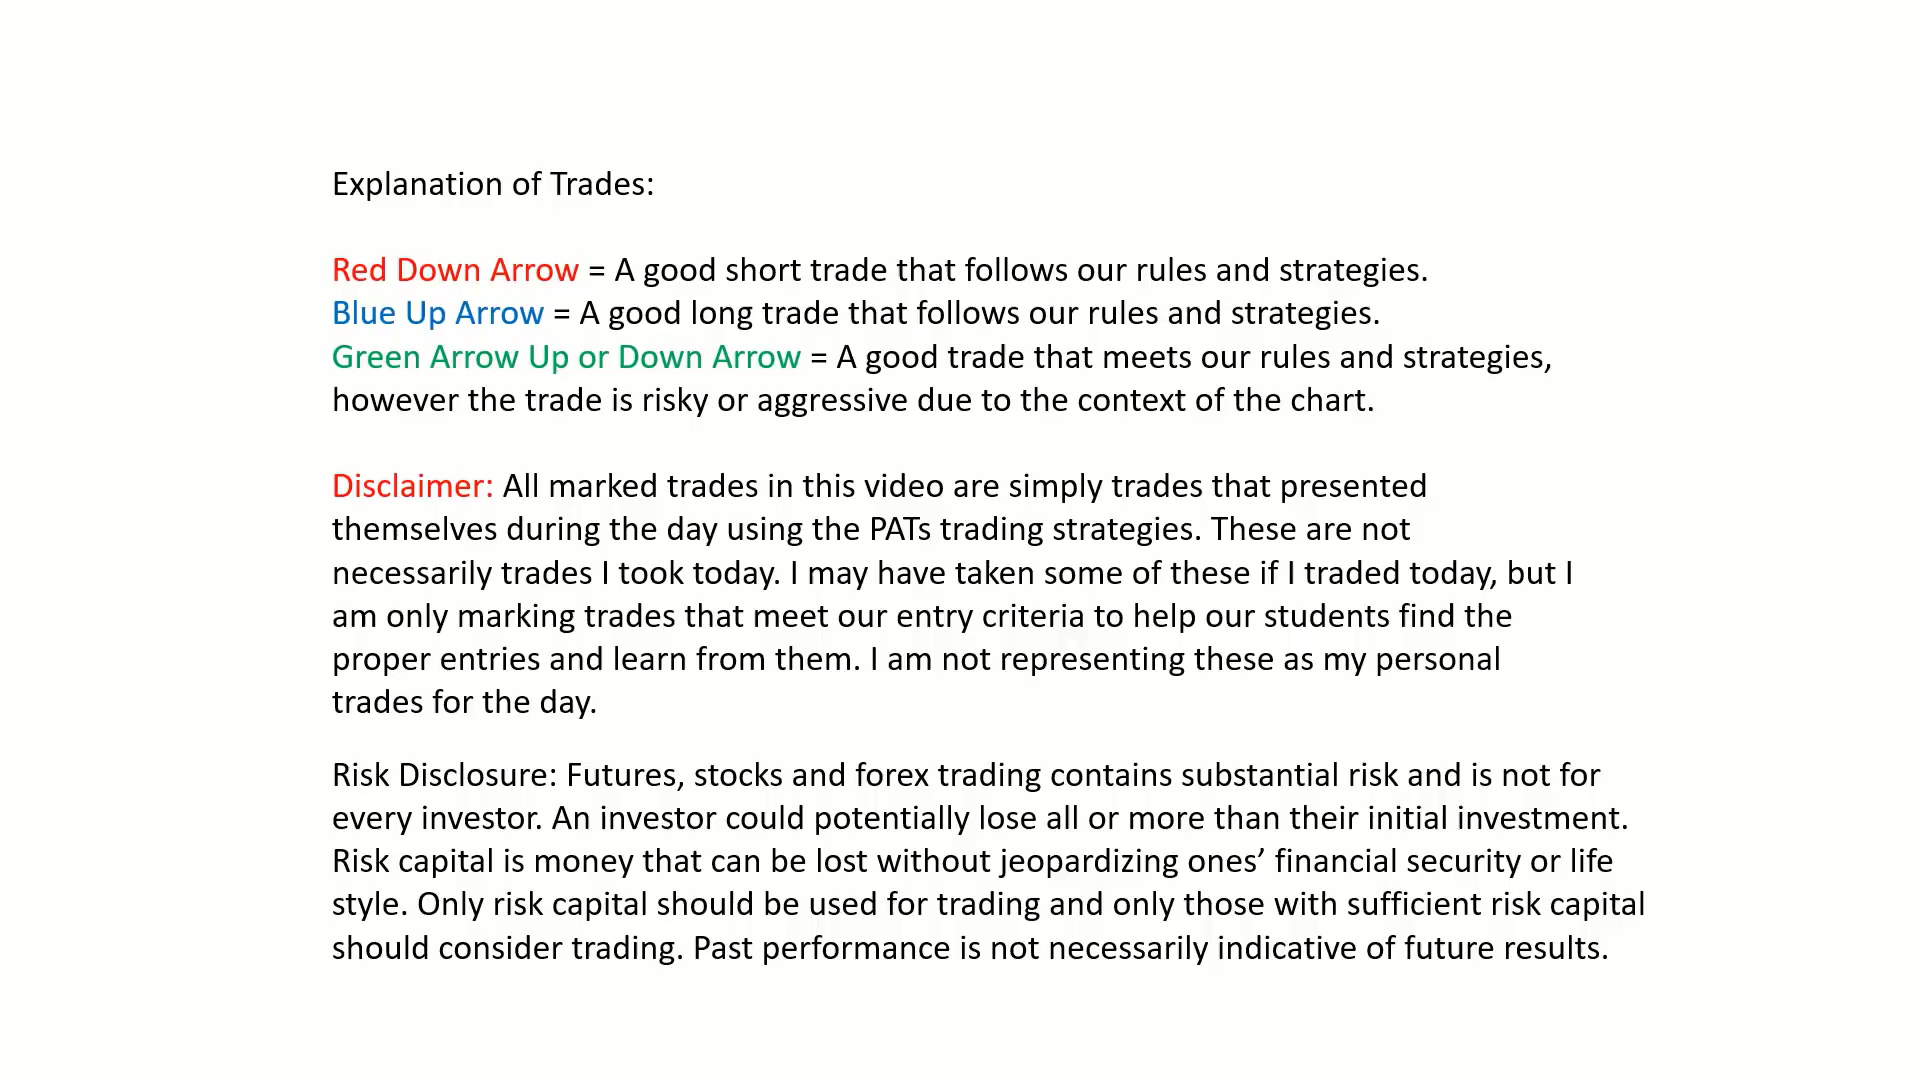 Explanation of Trades:
Red Down Arrow = A good short trade that follows our rules and strategies.
Blue Up Arrow = A good long trade that follows our rules and strategies.
Green Arrow Up or Down Arrow = A good trade that meets our rules and strategies,
however the trade is risky or aggressive due to the context of the chart.
Disclaimer: All marked trades in this video are simply trades that presented
themselves during the day using the PATs trading strategies. These are not
necessarily trades I took today. I may have taken some of these if I traded today, but I
am only marking trades that meet our entry criteria to help our students find the
proper entries and learn from them. I am not representing these as my personal
trades for the day.
Risk Disclosure: Futures, stocks and forex trading contains substantial risk and is not for
every investor. An investor could potentially lose all or more than their initial investment.
Risk capital is money that can be lost without jeopardizing ones’ financial security or life
style. Only risk capital should be used for trading and only those with sufficient risk capital
should consider trading. Past performance is not necessarily indicative of future results.